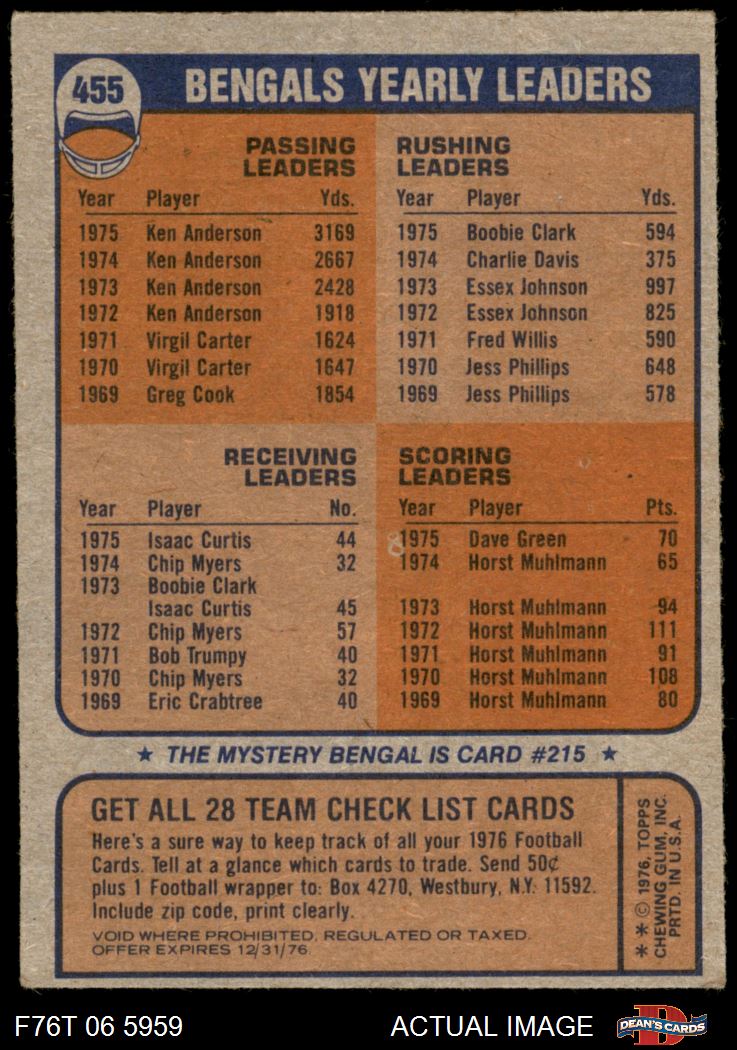 455
BENGALS YEARLY LEADERS
PASSING
LEADERS
Year Player Yds.
1975 Ken Anderson 3169
1974 Ken Anderson 2667
1973 Ken Anderson 2428
1972 Ken Anderson 1918
1971 Virgil Carter 1624
1970 Virgil Carter 1647
1969 Greg Cook 1854
RUSHING
LEADERS
Year Player Yds.
1975 Boobie Clark 594
1974 Charlie Davis 375
1973 Essex Johnson 997
1972 Essex Johnson 825
1971 Fred Willis 590
1970 Jess Phillips 648
1969 Jess Phillips 578
RECEIVING
LEADERS
Year Player No.
1975 Isaac Curtis 44
1974 Chip Myers 32
1973 Boobie Clark
Isaac Curtis 45
1972 Chip Myers 57
1971 Bob Trumpy 40
1970 Chip Myers 32
1969 Eric Crabtree 40
SCORING
LEADERS
Year Player Pts.
1975 Dave Green 70
1974 Horst Muhlmann 65
1973 Horst Muhlmann 94
1972 Horst Muhlmann 111
1971 Horst Muhlmann 91
1970 Horst Muhlmann 108
1969 Horst Muhlmann 80
★ THE MYSTERY BENGAL IS CARD #215 ★
GET ALL 28 TEAM CHECK LIST CARDS
Here's a sure way to keep track of all your 1976 Football
Cards. Tell at a glance which cards to trade. Send 50¢
plus 1 Football wrapper to: Box 4270, Westbury, N.Y. 11592.
Include zip code, print clearly.
VOID WHERE PROHIBITED, REGULATED OR TAXED.
OFFER EXPIRES 12/31/76.
** © 1976, TOPPS
CHEWING GUM, INC.
PRTD. IN U.S.A.
F76T 06 5959
ACTUAL IMAGE
D
DEAN'S CARDS